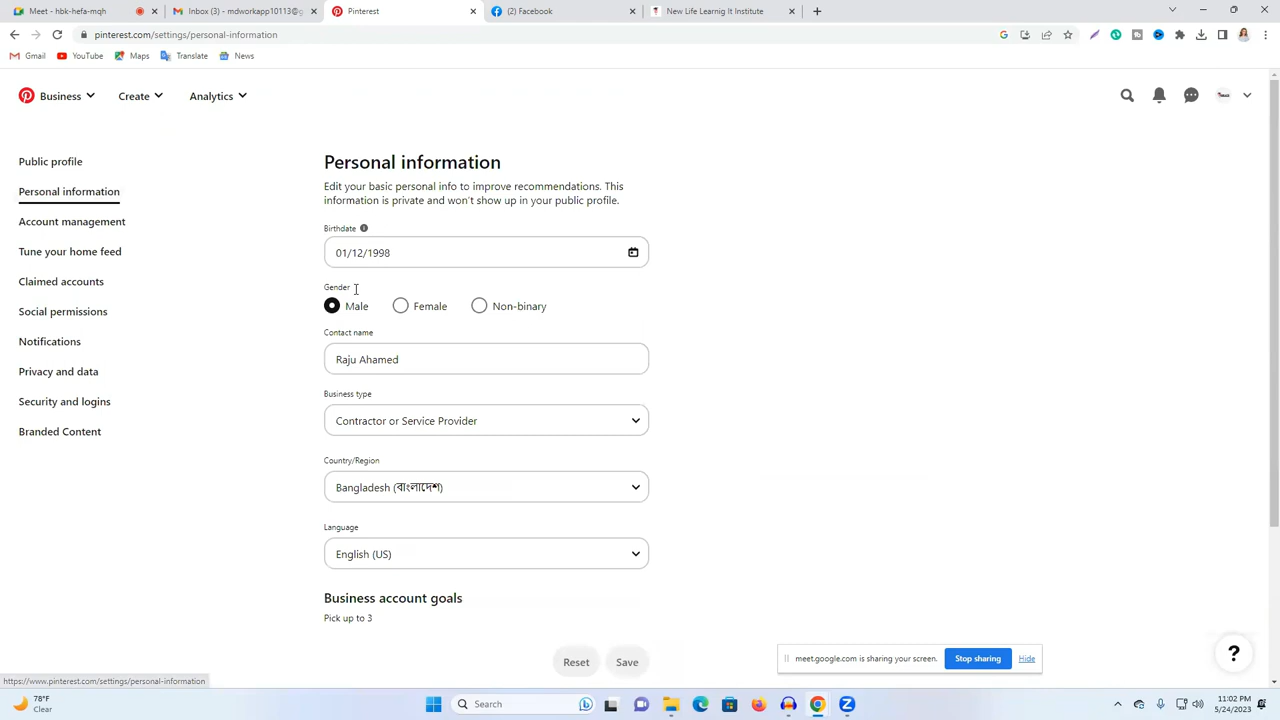 Meet - hbk-hefa-mqh
Inbox (3) - mdworkapp10113@g
Pinterest
(2) Facebook
New Life Learnig It Institute
pinterest.com/settings/personal-information
Gmail
YouTube
Maps
Translate
News
Business
Create
Analytics
Public profile
Personal information
Account management
Tune your home feed
Claimed accounts
Social permissions
Notifications
Privacy and data
Security and logins
Branded Content
Personal information
Edit your basic personal info to improve recommendations. This
information is private and won't show up in your public profile.
Birthdate
01/12/1998
Gender
Male
Female
Non-binary
Contact name
Raju Ahamed
Business type
Contractor or Service Provider
Country/Region
Bangladesh (বাংলাদেশ)
Language
English (US)
Business account goals
Pick up to 3
Reset
Save
meet.google.com is sharing your screen.
Stop sharing
Hide
?
https://www.pinterest.com/settings/personal-information
78°F
Clear
Search
11:02 PM
5/24/2023